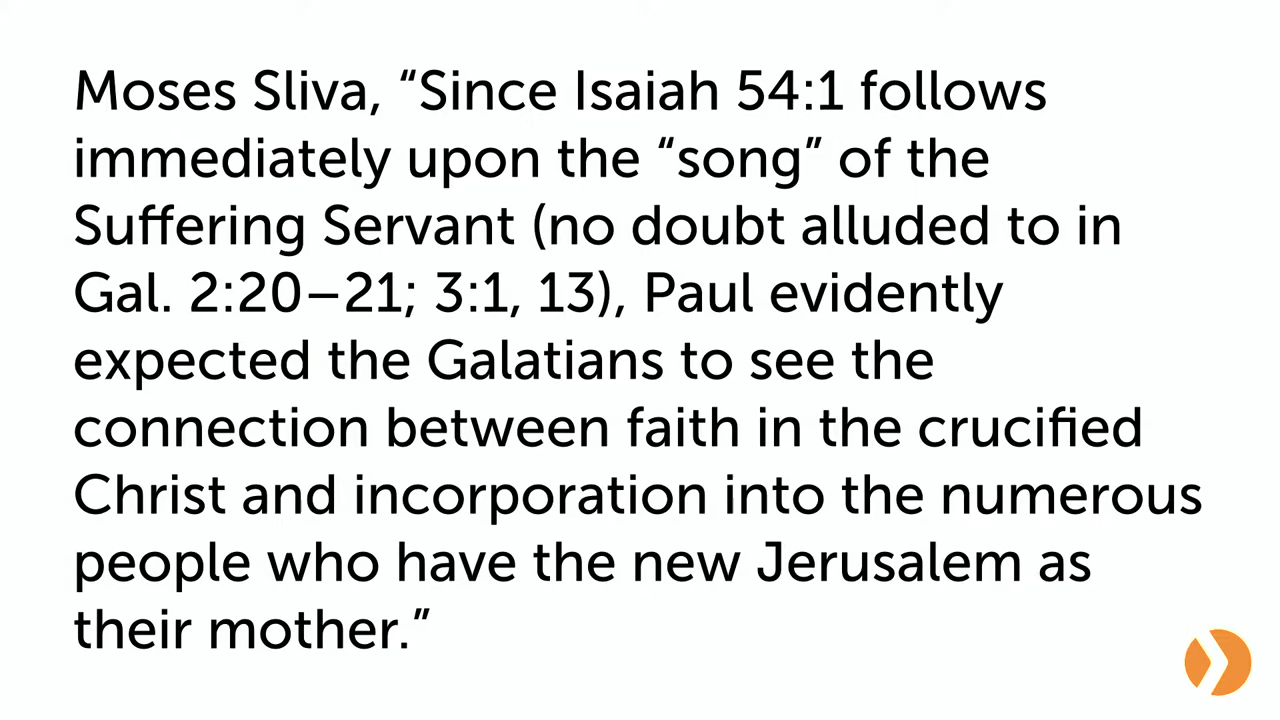 Moses Sliva, “Since Isaiah 54:1 follows
immediately upon the “song” of the
Suffering Servant (no doubt alluded to in
Gal. 2:20–21; 3:1, 13), Paul evidently
expected the Galatians to see the
connection between faith in the crucified
Christ and incorporation into the numerous
people who have the new Jerusalem as
their mother.”